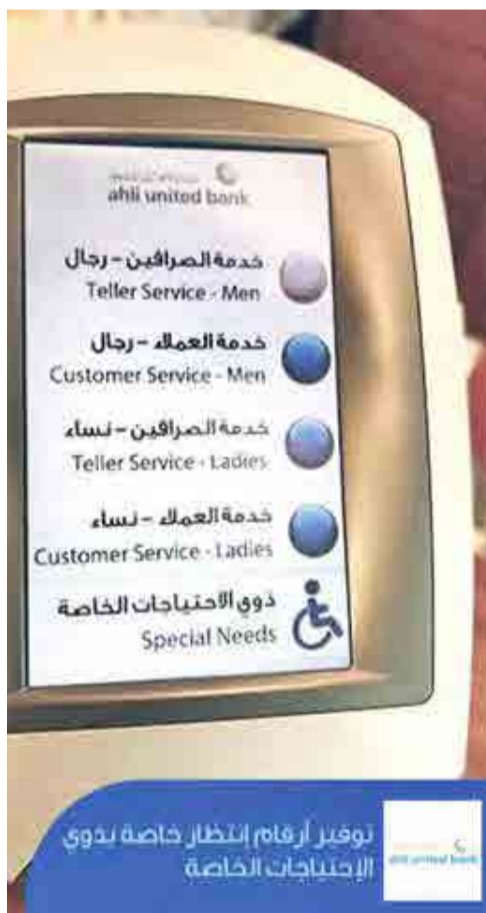 ahli united bank
خدمة الصرافين - رجال
Teller Service - Men
خدمة العملاء - رجال
Customer Service - Men
خدمة الصرافين - نساء
Teller Service - Ladies
خدمة العملاء - نساء
Customer Service - Ladies
ذوي الاحتياجات الخاصة
Special Needs
توفير أرقام إنتظار خاصة بذوي
الإحتياجات الخاصة
ahli united bank